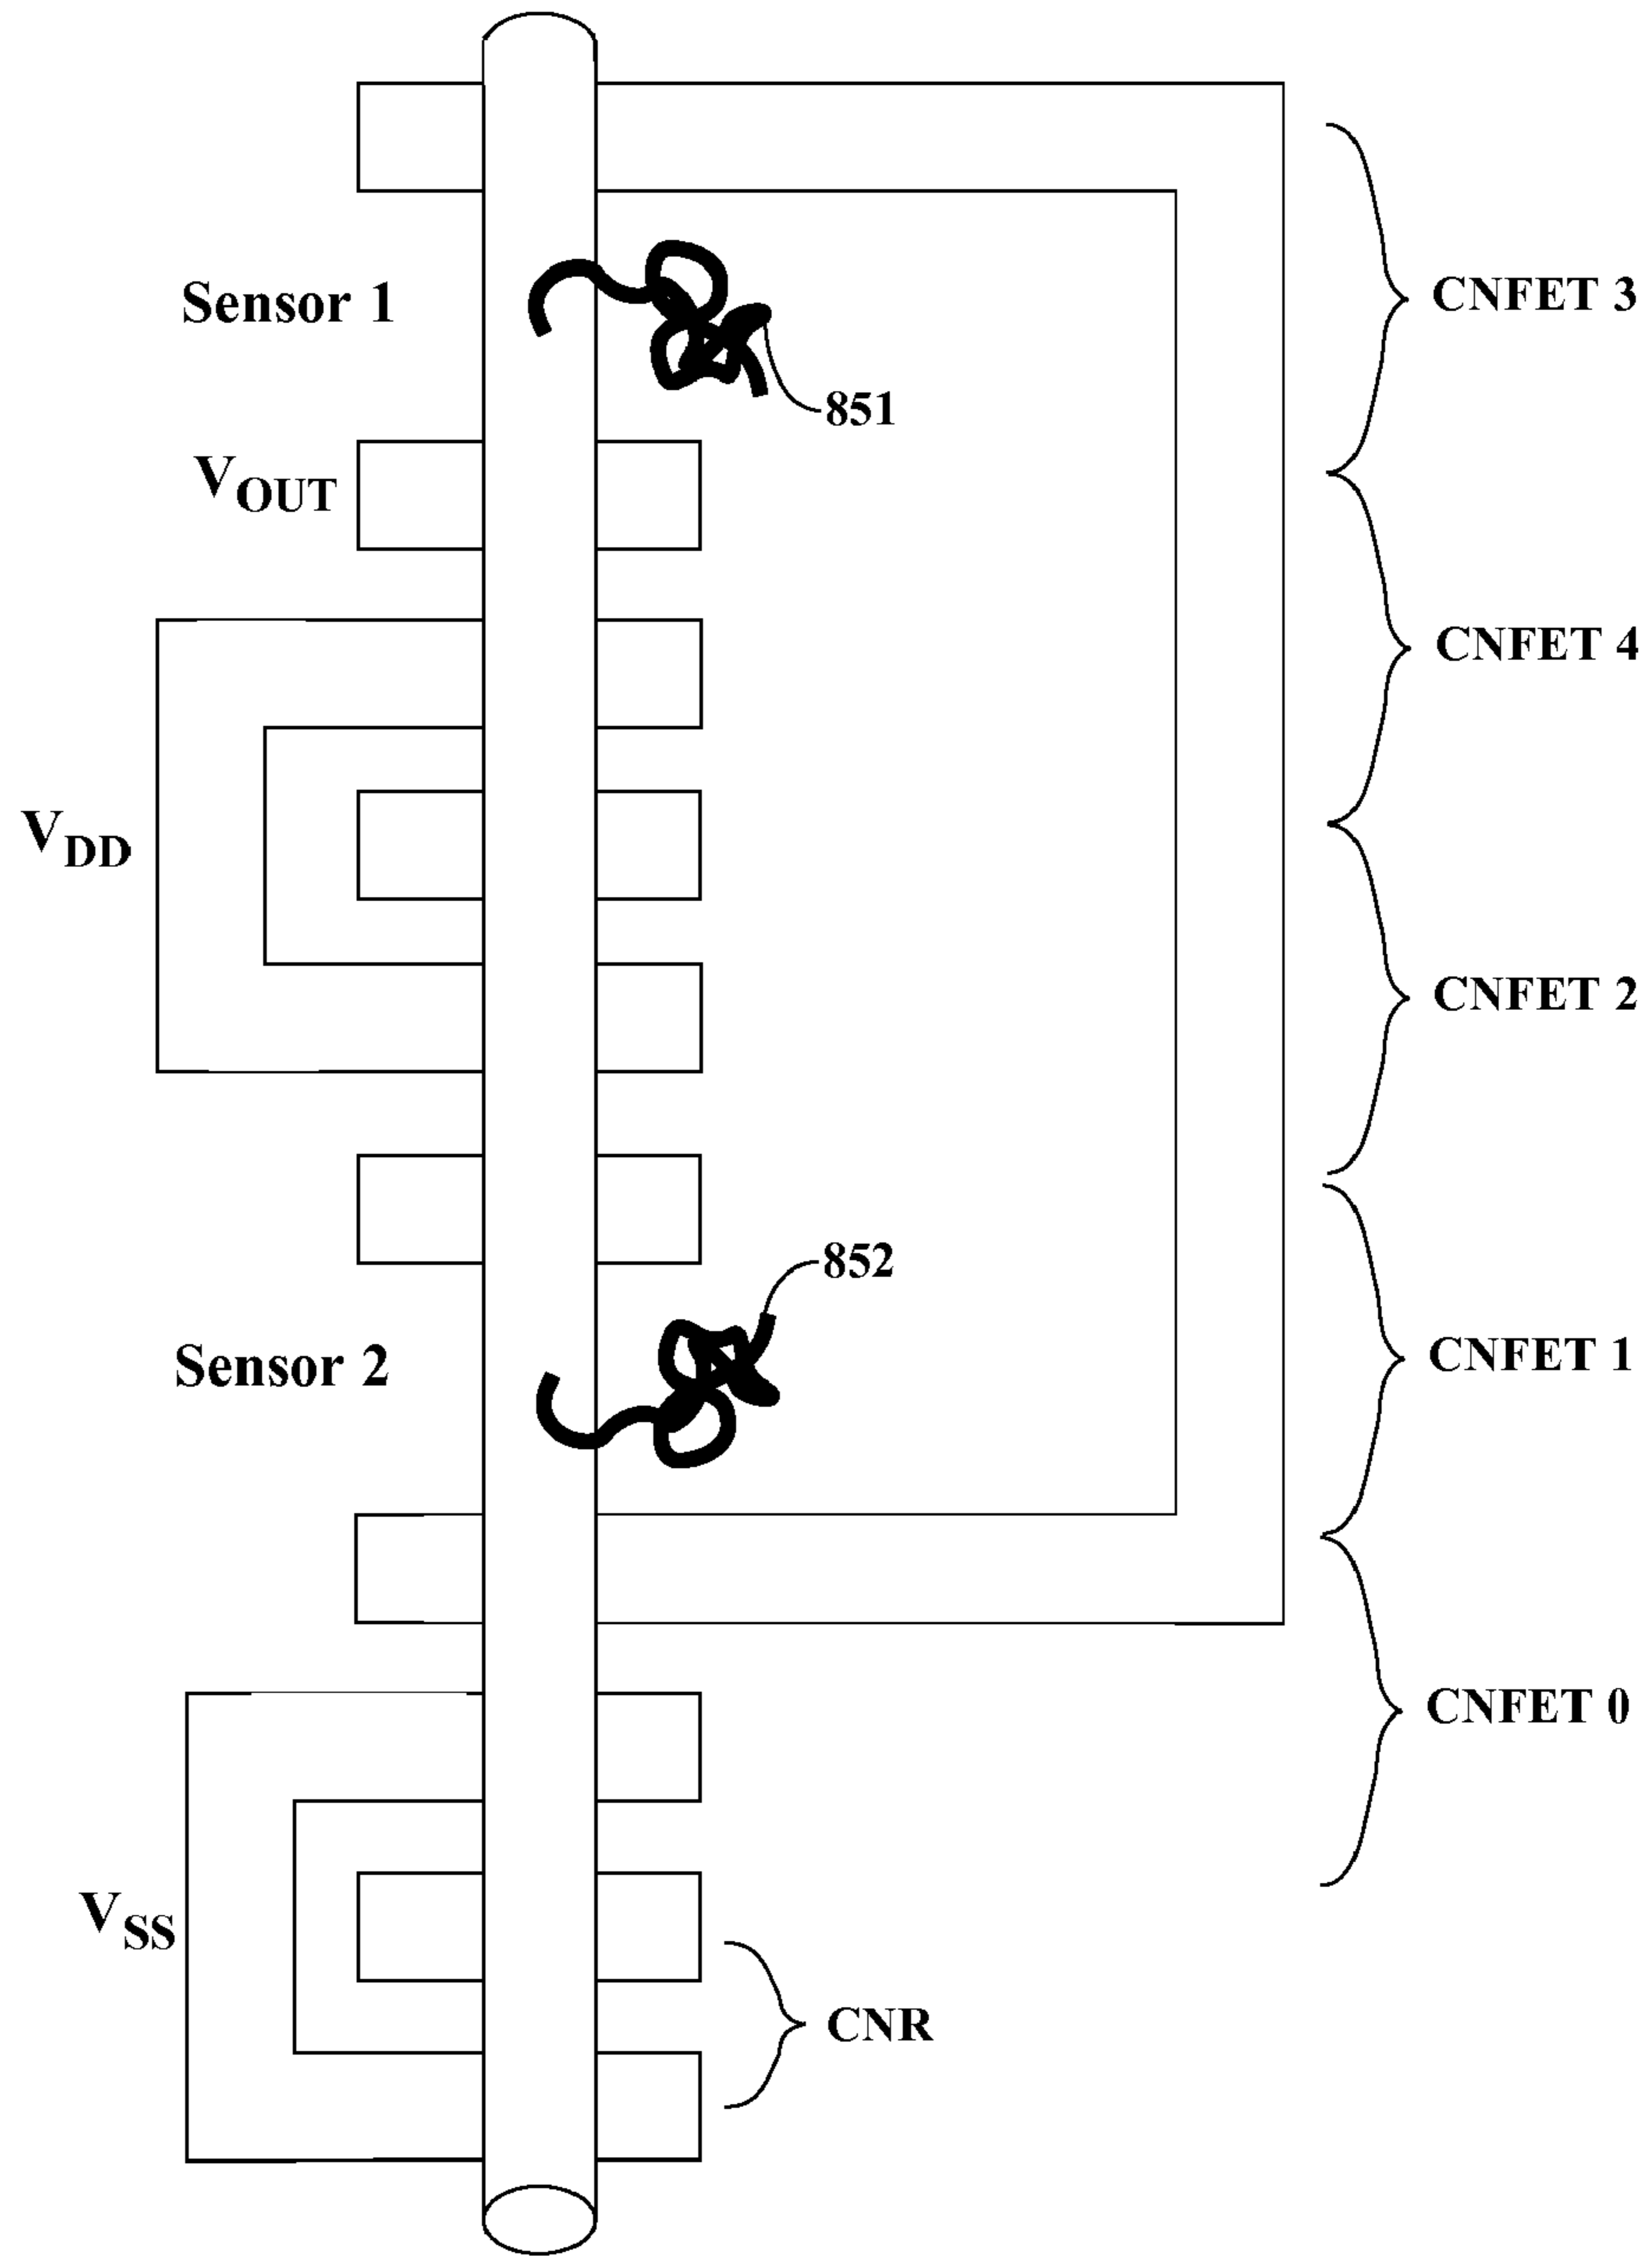 Sensor 1
CNFET 3
851
VOUT
CNFET 4
VDD
CNFET 2
852
Sensor 2
CNFET 1
CNFET 0
VSS
CNR